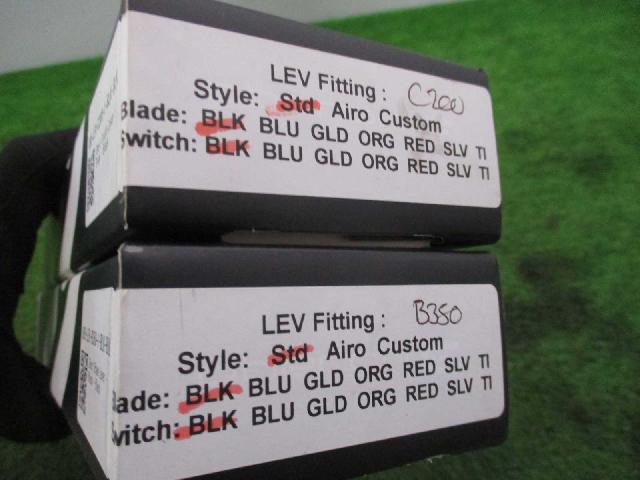 LEV Fitting : C200
Style: Std Airo Custom
Blade: BLK BLU GLD ORG RED SLV TI
Switch: BLK BLU GLD ORG RED SLV TI
LEV Fitting : B350
Style: Std Airo Custom
lade: BLK BLU GLD ORG RED SLV TI
witch: BLK BLU GLD ORG RED SLV TI